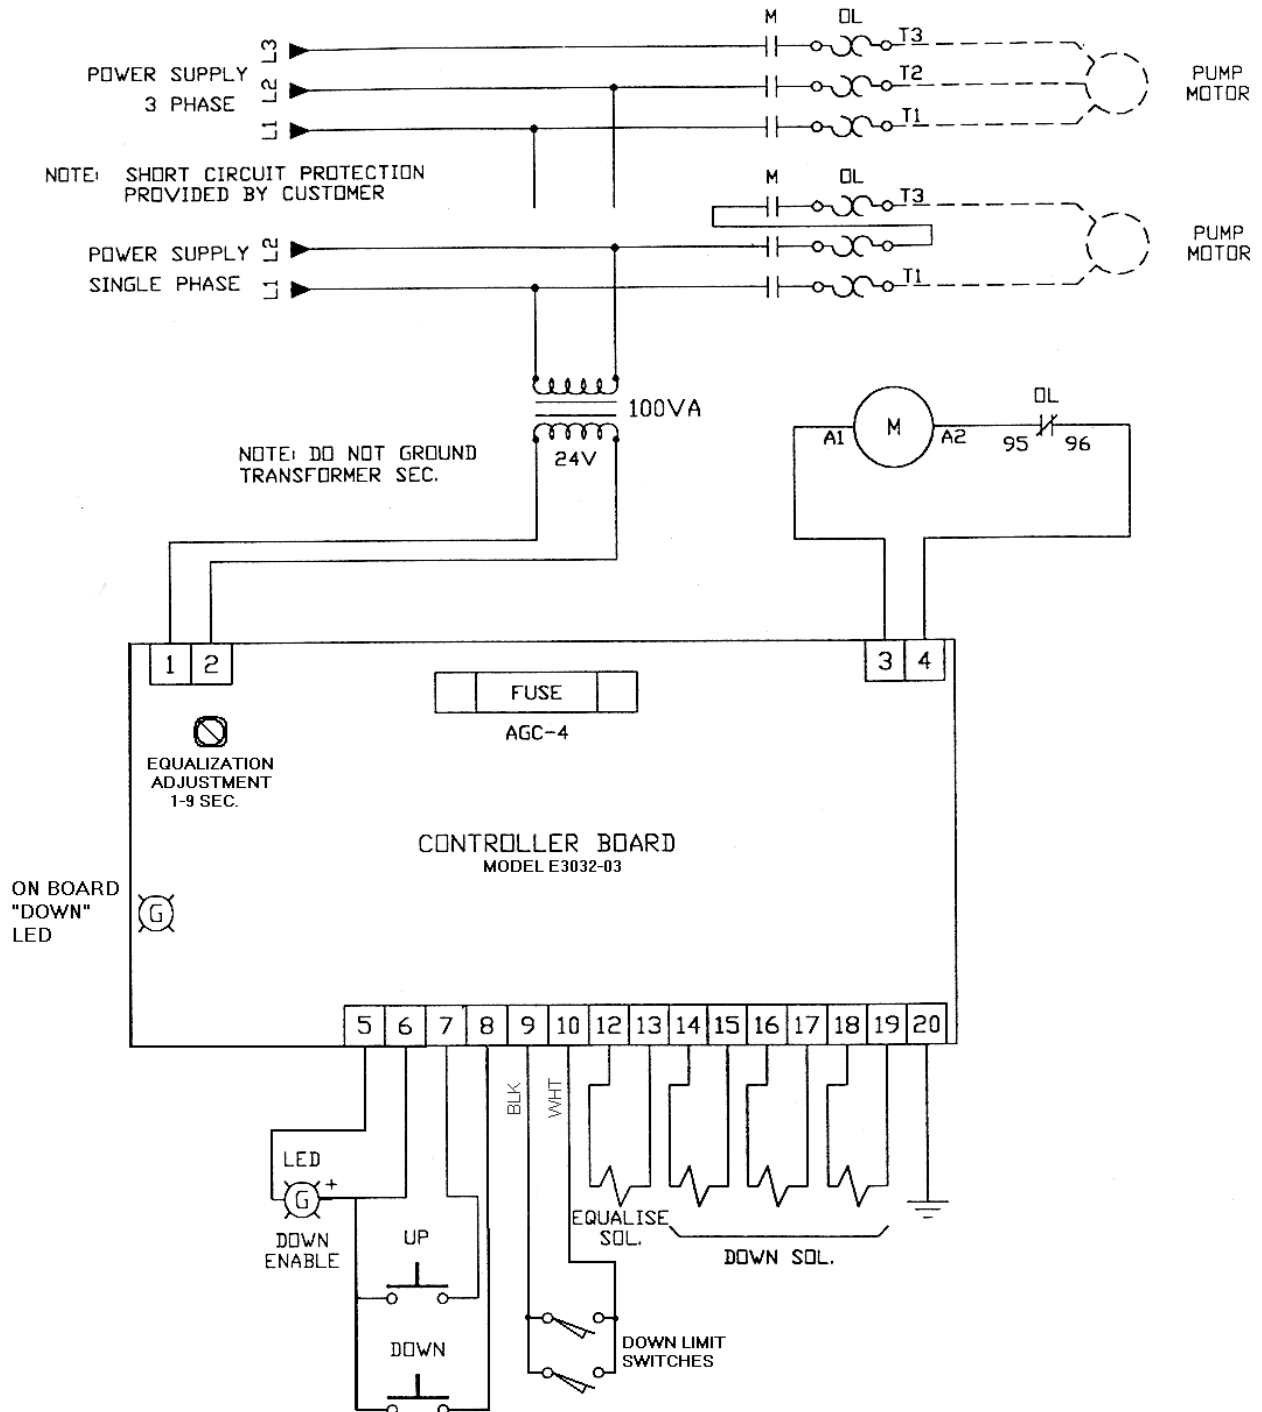 M OL
L3 T3
POWER SUPPLY L2 T2 PUMP
3 PHASE MOTOR
L1 T1
NOTE: SHORT CIRCUIT PROTECTION
PROVIDED BY CUSTOMER
M OL
T3
POWER SUPPLY L2 PUMP
MOTOR
SINGLE PHASE L1 T1
100VA
OL
A1 M A2 95 96
NOTE: DO NOT GROUND
TRANSFORMER SEC.
24V
1 2 3 4
FUSE
AGC-4
EQUALIZATION
ADJUSTMENT
1-9 SEC.
CONTROLLER BOARD
MODEL E3032-03
ON BOARD
"DOWN"
LED
G
5 6 7 8 9 10 12 13 14 15 16 17 18 19 20
BLK WHT
LED
G +
DOWN
ENABLE
UP
EQUALISE
SOL.
DOWN SOL.
DOWN
DOWN LIMIT
SWITCHES